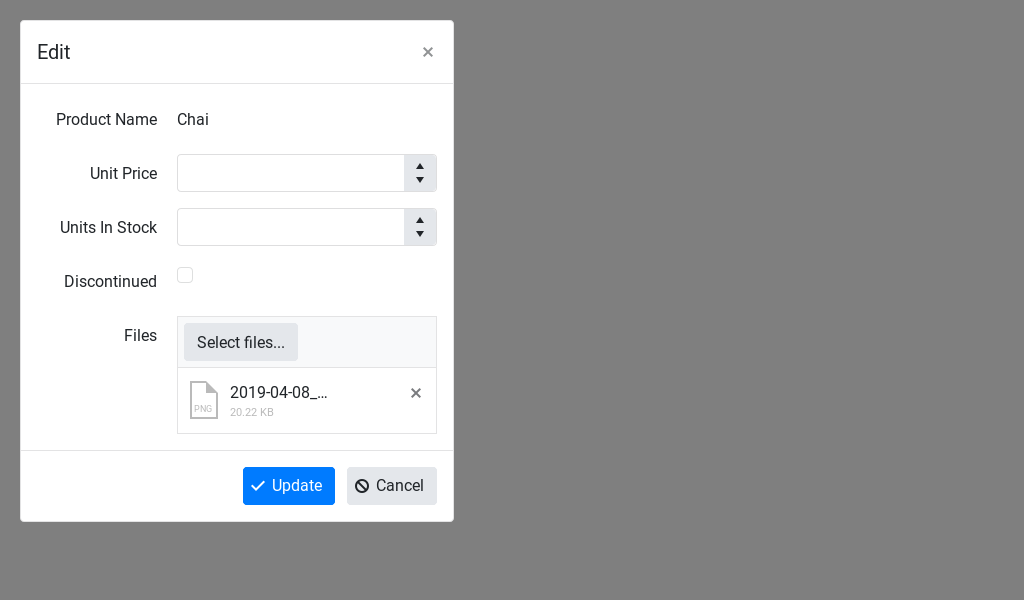 Edit
Product Name Chai
Unit Price
Units In Stock
Discontinued
Files Select files...
PNG 2019-04-08_...
20.22 KB
Update Cancel